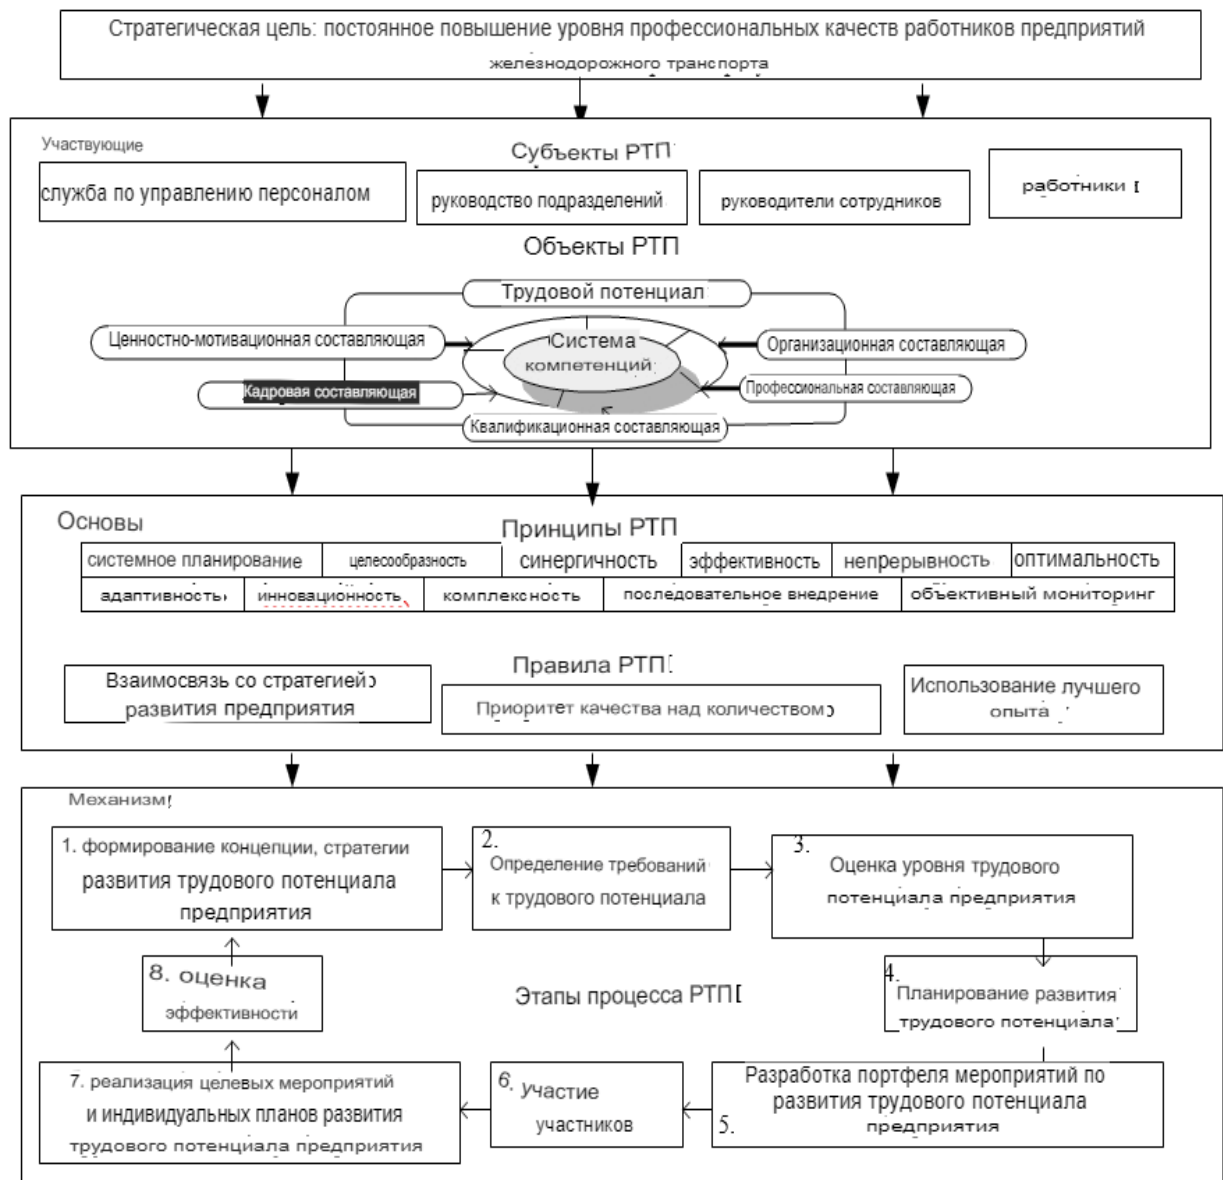 Стратегическая цель: постоянное повышение уровня профессиональных качеств работников предприятий
железнодорожного транспорта
Участвующие
Субъекты РТП
служба по управлению персоналом
руководство подразделений
руководители сотрудников
работники
Объекты РТП
Трудовой потенциал
Ценностно-мотивационная составляющая
Система
компетенций
Организационная составляющая
Кадровая составляющая
Профессиональная составляющая
Квалификационная составляющая
Основы
Принципы РТП
системное планирование
целесообразность
синергичность
эффективность
непрерывность
оптимальность
адаптивность
инновационность
комплексность
последовательное внедрение
объективный мониторинг
Правила РТП
Взаимосвязь со стратегией
развития предприятия
Приоритет качества над количеством
Использование лучшего
опыта
Механизм
1. формирование концепции, стратегии
развития трудового потенциала
предприятия
2.
Определение требований
к трудового потенциала
3.
Оценка уровня трудового
потенциала предприятия
8. оценка
эффективности
Этапы процесса РТП
4.
Планирование развития
трудового потенциала
7. реализация целевых мероприятий
и индивидуальных планов развития
трудового потенциала предприятия
6. участие
участников
Разработка портфеля мероприятий по
развития трудового потенциала
5. предприятия